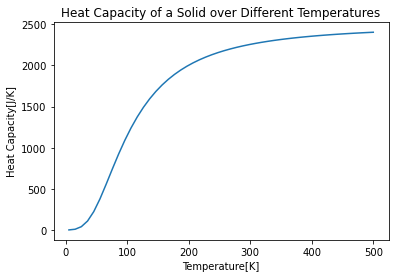 Heat Capacity of a Solid over Different Temperatures
2500
2000
1500
1000
500
0
Heat Capacity[J/K]
0 100 200 300 400 500
Temperature[K]